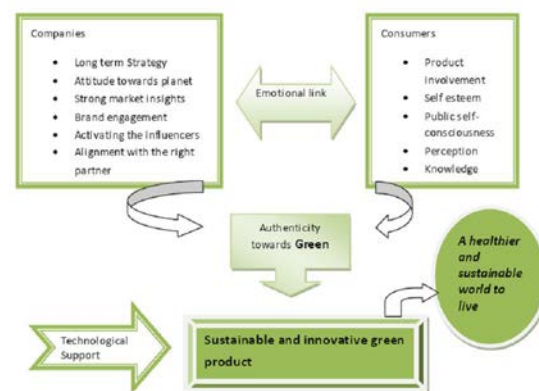 Companies
Long term Strategy
Attitude towards planet
Strong market insights
Brand engagement
Activating the influencers
Alignment with the right
partner
Emotional link
Consumers
Product
Involvement
Self esteem
Public self-
consciousness
Perception
Knowledge
Authenticity
towards Green
A healthier
and
sustainable
world to
live
Technological
Support
Sustainable and innovative green
product